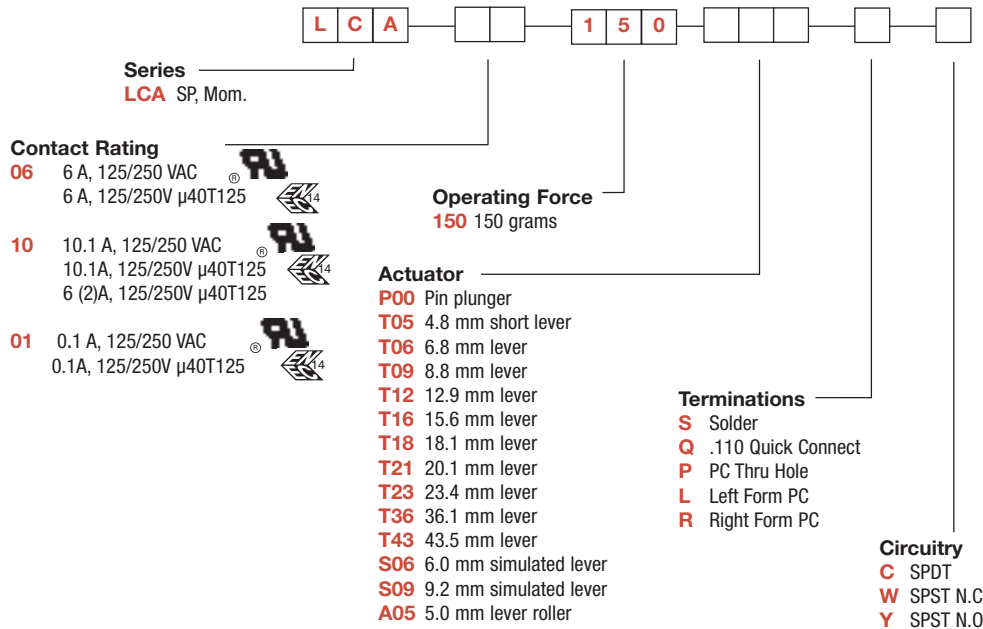 L C A 1 5 0
Series
LCA SP, Mom.
Contact Rating
06 6 A, 125/250 VAC ®
6 A, 125/250V µ40T125 14
10 10.1 A, 125/250 VAC ®
10.1A, 125/250V µ40T125 14
6 (2)A, 125/250V µ40T125
01 0.1 A, 125/250 VAC ®
0.1A, 125/250V µ40T125 14
Operating Force
150 150 grams
Actuator
P00 Pin plunger
T05 4.8 mm short lever
T06 6.8 mm lever
T09 8.8 mm lever
T12 12.9 mm lever
T16 15.6 mm lever
T18 18.1 mm lever
T21 20.1 mm lever
T23 23.4 mm lever
T36 36.1 mm lever
T43 43.5 mm lever
S06 6.0 mm simulated lever
S09 9.2 mm simulated lever
A05 5.0 mm lever roller
Terminations
S Solder
Q .110 Quick Connect
P PC Thru Hole
L Left Form PC
R Right Form PC
Circuitry
C SPDT
W SPST N.C
Y SPST N.O